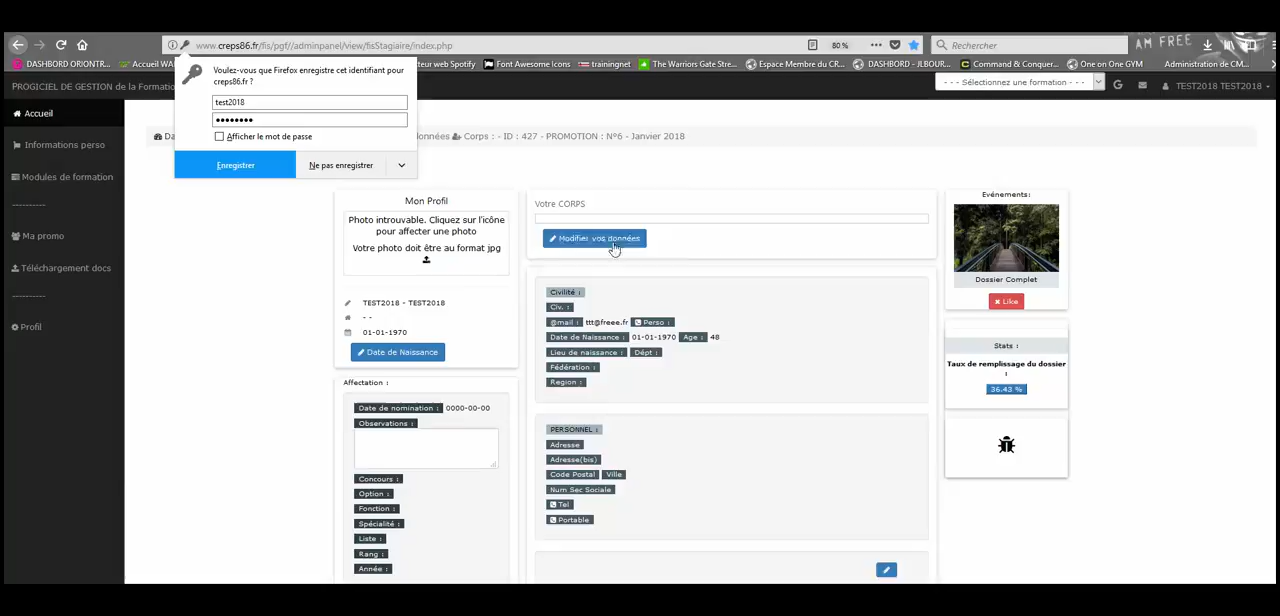 www.creps86.fr/fis/pgf//adminpanel/view/fisStagiaire/index.php
80 %
Rechercher
AM FREE
DASHBORD ORIONTR...
Accueil WA
teur web Spotify
Font Awesome Icons
trainingnet
The Warriors Gate Stre...
Espace Membre du CR...
DASHBORD - JLBOUR...
Command & Conquer...
One on One GYM
Administration de CM...
PROGICIEL DE GESTION de la Formatio
- - - Sélectionnez une formation - - -
TEST2018 TEST2018
Voulez-vous que Firefox enregistre cet identifiant pour
creps86.fr ?
test2018
Afficher le mot de passe
Enregistrer
Ne pas enregistrer
Accueil
Informations perso
Modules de formation
-----------
Ma promo
Téléchargement docs
-----------
Profil
Da
données Corps : - ID : 427 - PROMOTION : N°6 - Janvier 2018
Mon Profil
Photo introuvable. Cliquez sur l'icône
pour affecter une photo
Votre photo doit être au format jpg
TEST2018 - TEST2018
- -
01-01-1970
Date de Naissance
Affectation :
Date de nomination : 0000-00-00
Observations :
Concours :
Option :
Fonction :
Spécialité :
Liste :
Rang :
Année :
Votre CORPS
Modifier vos données
Civilité :
Civ. :
@mail : ttt@freee.fr Perso :
Date de Naissance : 01-01-1970 Age : 48
Lieu de naissance : Dépt :
Fédération :
Region :
PERSONNEL :
Adresse
Adresse(bis)
Code Postal Ville
Num Sec Sociale
Tel
Portable
Evénements:
Dossier Complet
Like
Stats :
Taux de remplissage du dossier
:
36.43 %